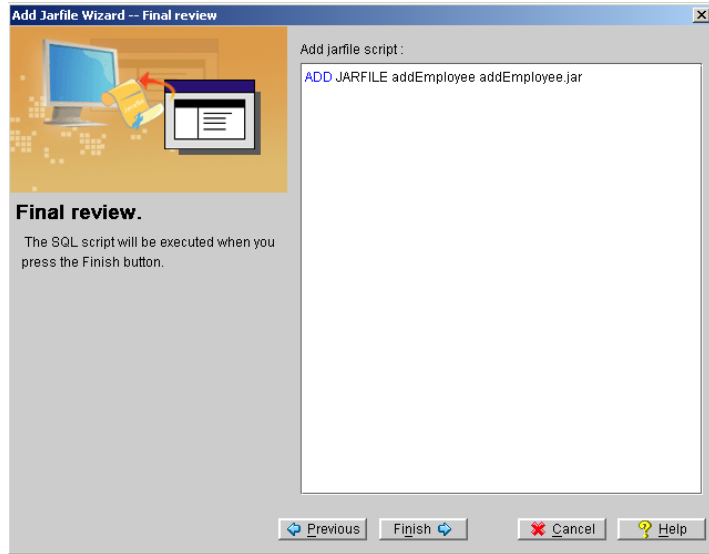 Add Jarfile Wizard -- Final review
Add jarfile script :
ADD JARFILE addEmployee addEmployee.jar
Final review.
The SQL script will be executed when you
press the Finish button.
Previous
Finish
Cancel
Help